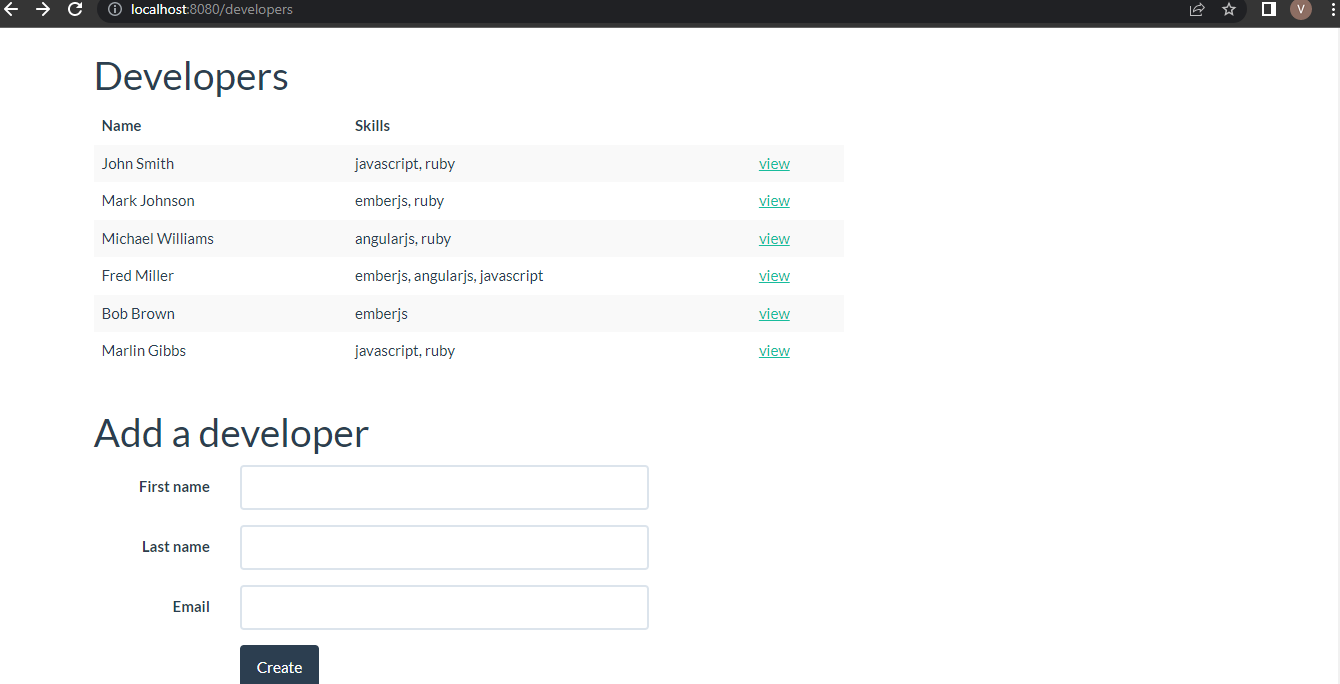 localhost:8080/developers
V
Developers
Name Skills
John Smith javascript, ruby view
Mark Johnson emberjs, ruby view
Michael Williams angularjs, ruby view
Fred Miller emberjs, angularjs, javascript view
Bob Brown emberjs view
Marlin Gibbs javascript, ruby view
Add a developer
First name
Last name
Email
Create